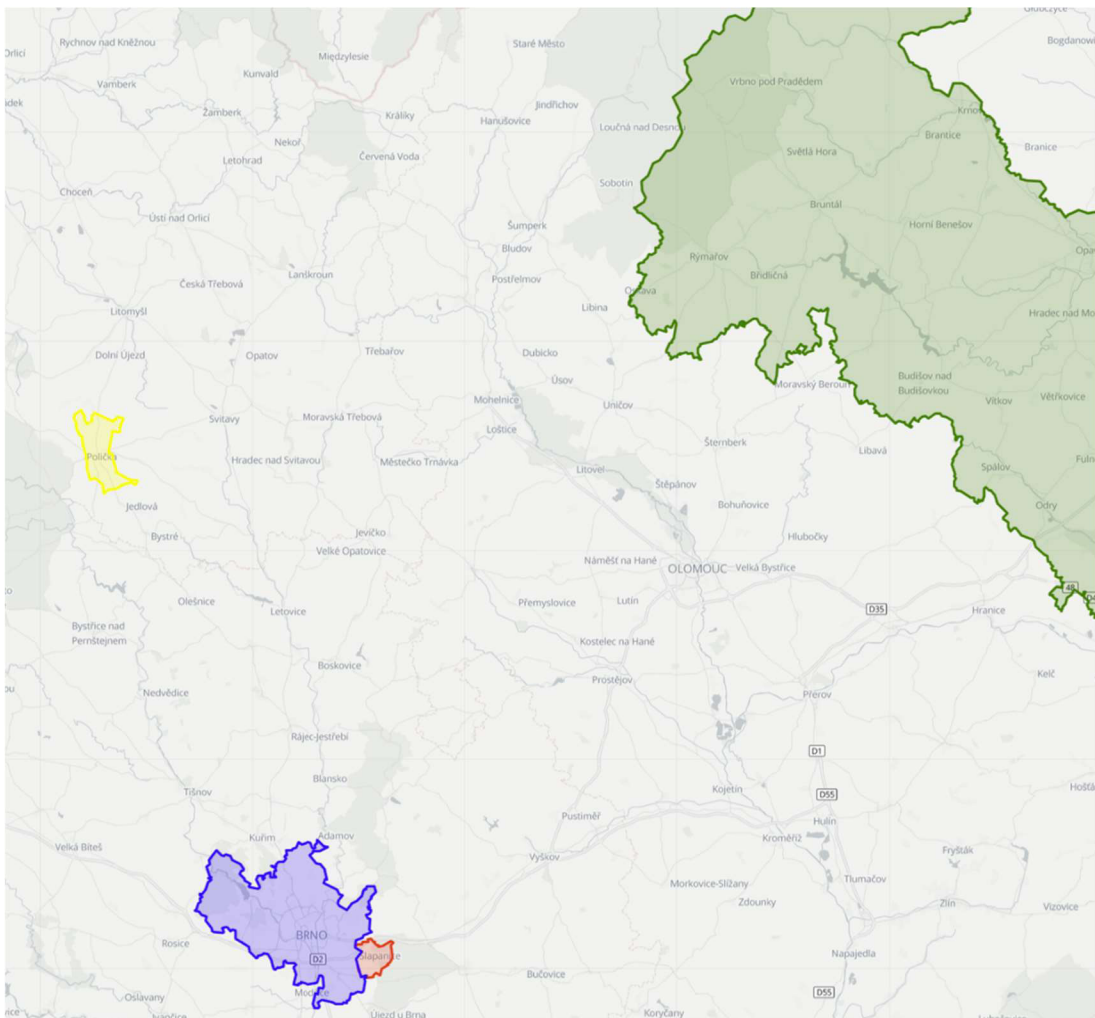 Rychnov nad Kněžnou
Międzylesie
Staré Město
Bogdanowi
Orlicí
Kunvald
Vamberk
Vrbno pod Pradědem
Jindřichov
Žamberk
Králíky
Hanušovice
Krnov
Loučná nad Desnou
Brantice
Nekoř
Branice
Letohrad
Červená Voda
Světlá Hora
Sobotín
Choceň
Bruntál
Ústí nad Orlicí
Šumperk
Horní Benešov
Bludov
Rýmařov
Lanškroun
Postřelmov
Břidličná
Česká Třebová
Libina
Litomyšl
Hradec nad Mo
Třebařov
Dubicko
Dolní Újezd
Opatov
Úsov
Budišov nad
Budišovkou
Moravský Beroun
Mohelnice
Vítkov
Větřkovice
Uničov
Svitavy
Moravská Třebová
Loštice
Šternberk
Libavá
Polička
Hradec nad Svitavou
Městečko Trnávka
Litovel
Spálov
Fuln
Štěpánov
Bohuňovice
Odry
Jedlová
Jevíčko
Bystré
Hlubočky
Velké Opatovice
Náměšť na Hané
OLOMOUC
Velká Bystřice
48
Olešnice
Přemyslovice
Lutín
Letovice
D35
Hranice
Bystřice nad
Pernštejnem
Kostelec na Hané
Boskovice
Kelč
Prostějov
Nedvědice
Přerov
Rájec-Jestřebí
D1
Blansko
Kojetín
Tišnov
D55
Pustiměř
Hulín
Kuřim
Adamov
Kroměříž
Velká Bíteš
Fryšták
Vyškov
Morkovice-Slížany
Tlumačov
Zdounky
Zlín
Vizovice
BRNO
Rosice
Šlapanice
Napajedla
D2
Bučovice
Oslavany
D55
Koryčany
Újezd u Brna